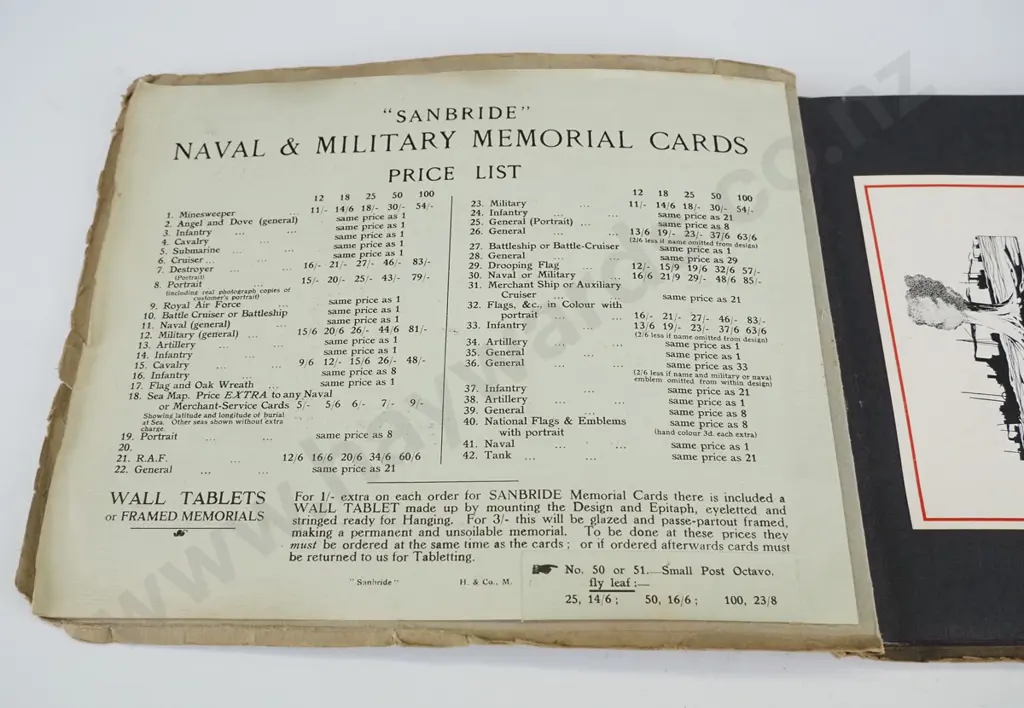 "SANBRIDE"
NAVAL & MILITARY MEMORIAL CARDS
PRICE LIST
12 18 25 50 100
1. Minesweeper ... 11/- 14/6 18/- 30/- 54/-
2. Angel and Dove (general) same price as 1
3. Infantry ... same price as 1
4. Cavalry ... same price as 1
5. Submarine ... same price as 1
6. Cruiser ... ... same price as 1
7. Destroyer ... 16/- 21/- 27/- 46/- 83/-
(Portrait)
8. Portrait ... 15/- 20/- 25/- 43/- 79/-
(including real photograph copies of
customer's portrait)
9. Royal Air Force ... same price as 1
10. Battle Cruiser or Battleship same price as 1
11. Naval (general) ... same price as 1
12. Military (general) ... 15/6 20/6 26/- 44/6 81/-
13. Artillery ... ... same price as 1
14. Infantry ... ... same price as 1
15. Cavalry ... ... 9/6 12/- 15/6 26/- 48/-
16. Infantry ... ... same price as 8
17. Flag and Oak Wreath ... same price as 1
18. Sea Map. Price EXTRA to any Naval
or Merchant-Service Cards 5/- 5/6 6/- 7/- 9/-
Showing latitude and longitude of burial
at Sea. Other seas shown without extra
charge.
19. Portrait ... ... same price as 8
20.
21. R.A.F. ... 12/6 16/6 20/6 34/6 60/6
22. General ... ... same price as 21
12 18 25 50 100
23. Military ... 11/- 14/6 18/- 30/- 54/-
24. Infantry ... same price as 21
25. General (Portrait) ... same price as 8
26. General ... 13/6 19/- 23/- 37/6 63/6
(2/6 less if name omitted from design)
27. Battleship or Battle-Cruiser same price as 1
28. General ... same price as 29
29. Drooping Flag ... 12/- 15/9 19/6 32/6 57/-
30. Naval or Military ... 16/6 21/9 29/- 48/6 85/-
31. Merchant Ship or Auxiliary
Cruiser ... same price as 21
32. Flags, &c., in Colour with
portrait ... ... 16/- 21/- 27/- 46/- 83/-
33. Infantry ... 13/6 19/- 23/- 37/6 63/6
(2/6 less if name omitted from design)
34. Artillery ... ... same price as 1
35. General ... ... same price as 1
36. General ... ... same price as 33
(2/6 less if name and military or naval
emblem omitted from within design)
37. Infantry ... same price as 21
38. Artillery ... ... same price as 1
39. General ... ... same price as 8
40. National Flags & Emblems same price as 8
with portrait (hand colour 3d. each extra)
41. Naval ... ... same price as 1
42. Tank ... ... same price as 21
WALL TABLETS
or FRAMED MEMORIALS
For 1/- extra on each order for SANBRIDE Memorial Cards there is included a
WALL TABLET made up by mounting the Design and Epitaph, eyeletted and
stringed ready for Hanging. For 3/- this will be glazed and passe-partout framed,
making a permanent and unsoilable memorial. To be done at these prices they
must be ordered at the same time as the cards; or if ordered afterwards cards must
be returned to us for Tabletting.
"Sanbride" H. & Co., M.
No. 50 or 51.—Small Post Octavo.
fly leaf:—
25, 14/6; 50, 16/6; 100, 23/8